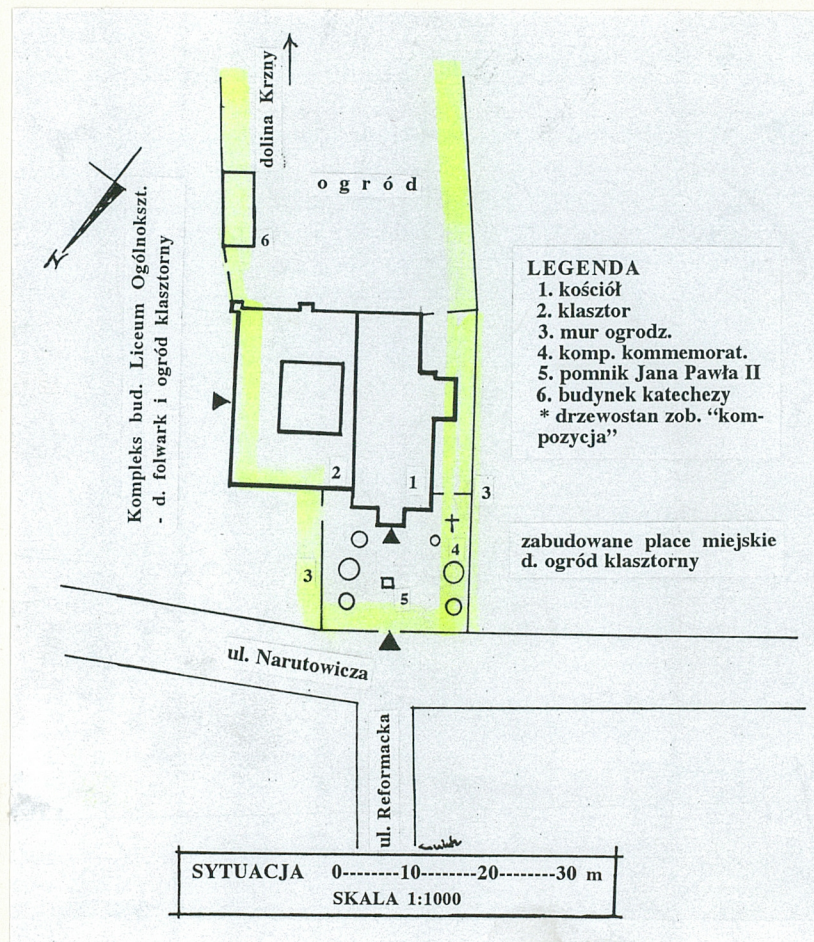 dolina Krzny
ogród
N
Kompleks bud. Liceum Ogólnokszt.
- d. folwark i ogród klasztorny
6
LEGENDA
1. kościół
2. klasztor
3. mur ogrodz.
4. komp. kommemorat.
5. pomnik Jana Pawła II
6. budynek katechezy
* drzewostan zob. “kom-
pozycja”
2
1
3
4
3
5
zabudowane place miejskie
d. ogród klasztorny
ul. Narutowicza
ul. Reformacka
SYTUACJA 0-------10-------20-------30 m
SKALA 1:1000